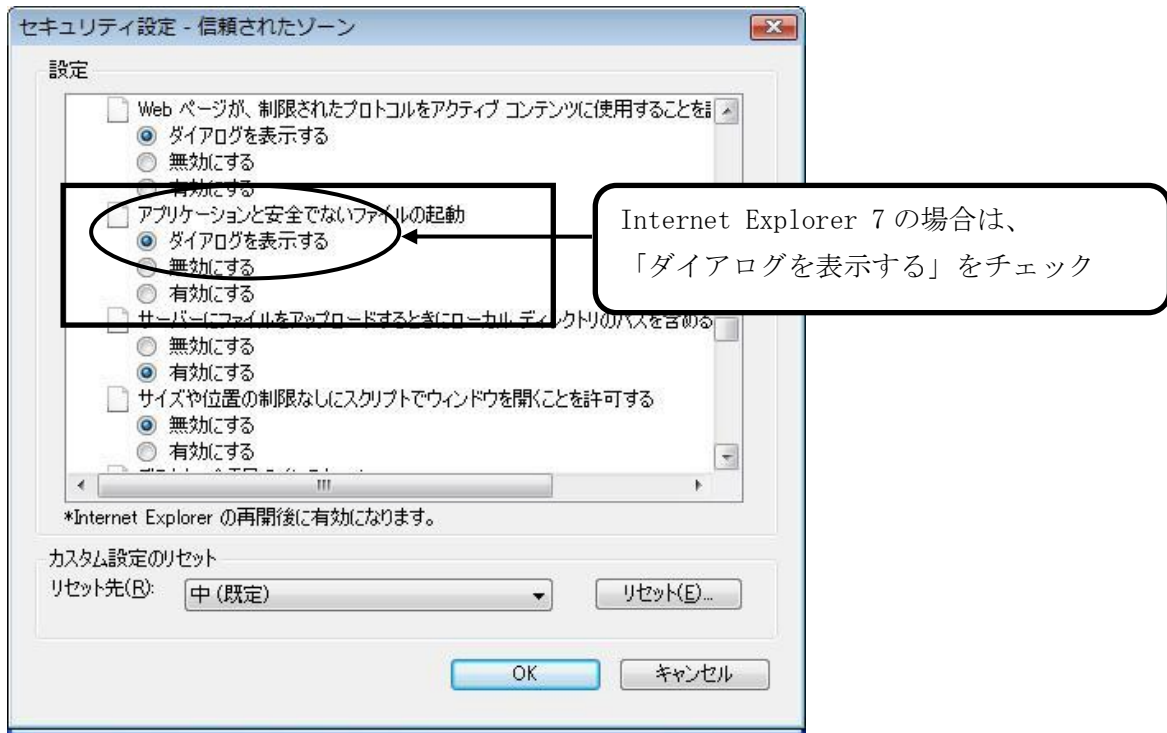 セキュリティ設定 - 信頼されたゾーン
設定
Web ページが、制限されたプロトコルをアクティブ コンテンツに使用することを
ダイアログを表示する
無効にする
有効にする
アプリケーションと安全でないファイルの起動
ダイアログを表示する
無効にする
有効にする
サーバーにファイルをアップロードするときにローカル ディレクトリのパスを含める
無効にする
有効にする
サイズや位置の制限なしにスクリプトでウィンドウを開くことを許可する
無効にする
有効にする
*Internet Explorer の再開後に有効になります。
カスタム設定のリセット
リセット先(R):
中 (既定)
リセット(E)...
OK
キャンセル
Internet Explorer 7 の場合は、
「ダイアログを表示する」をチェック